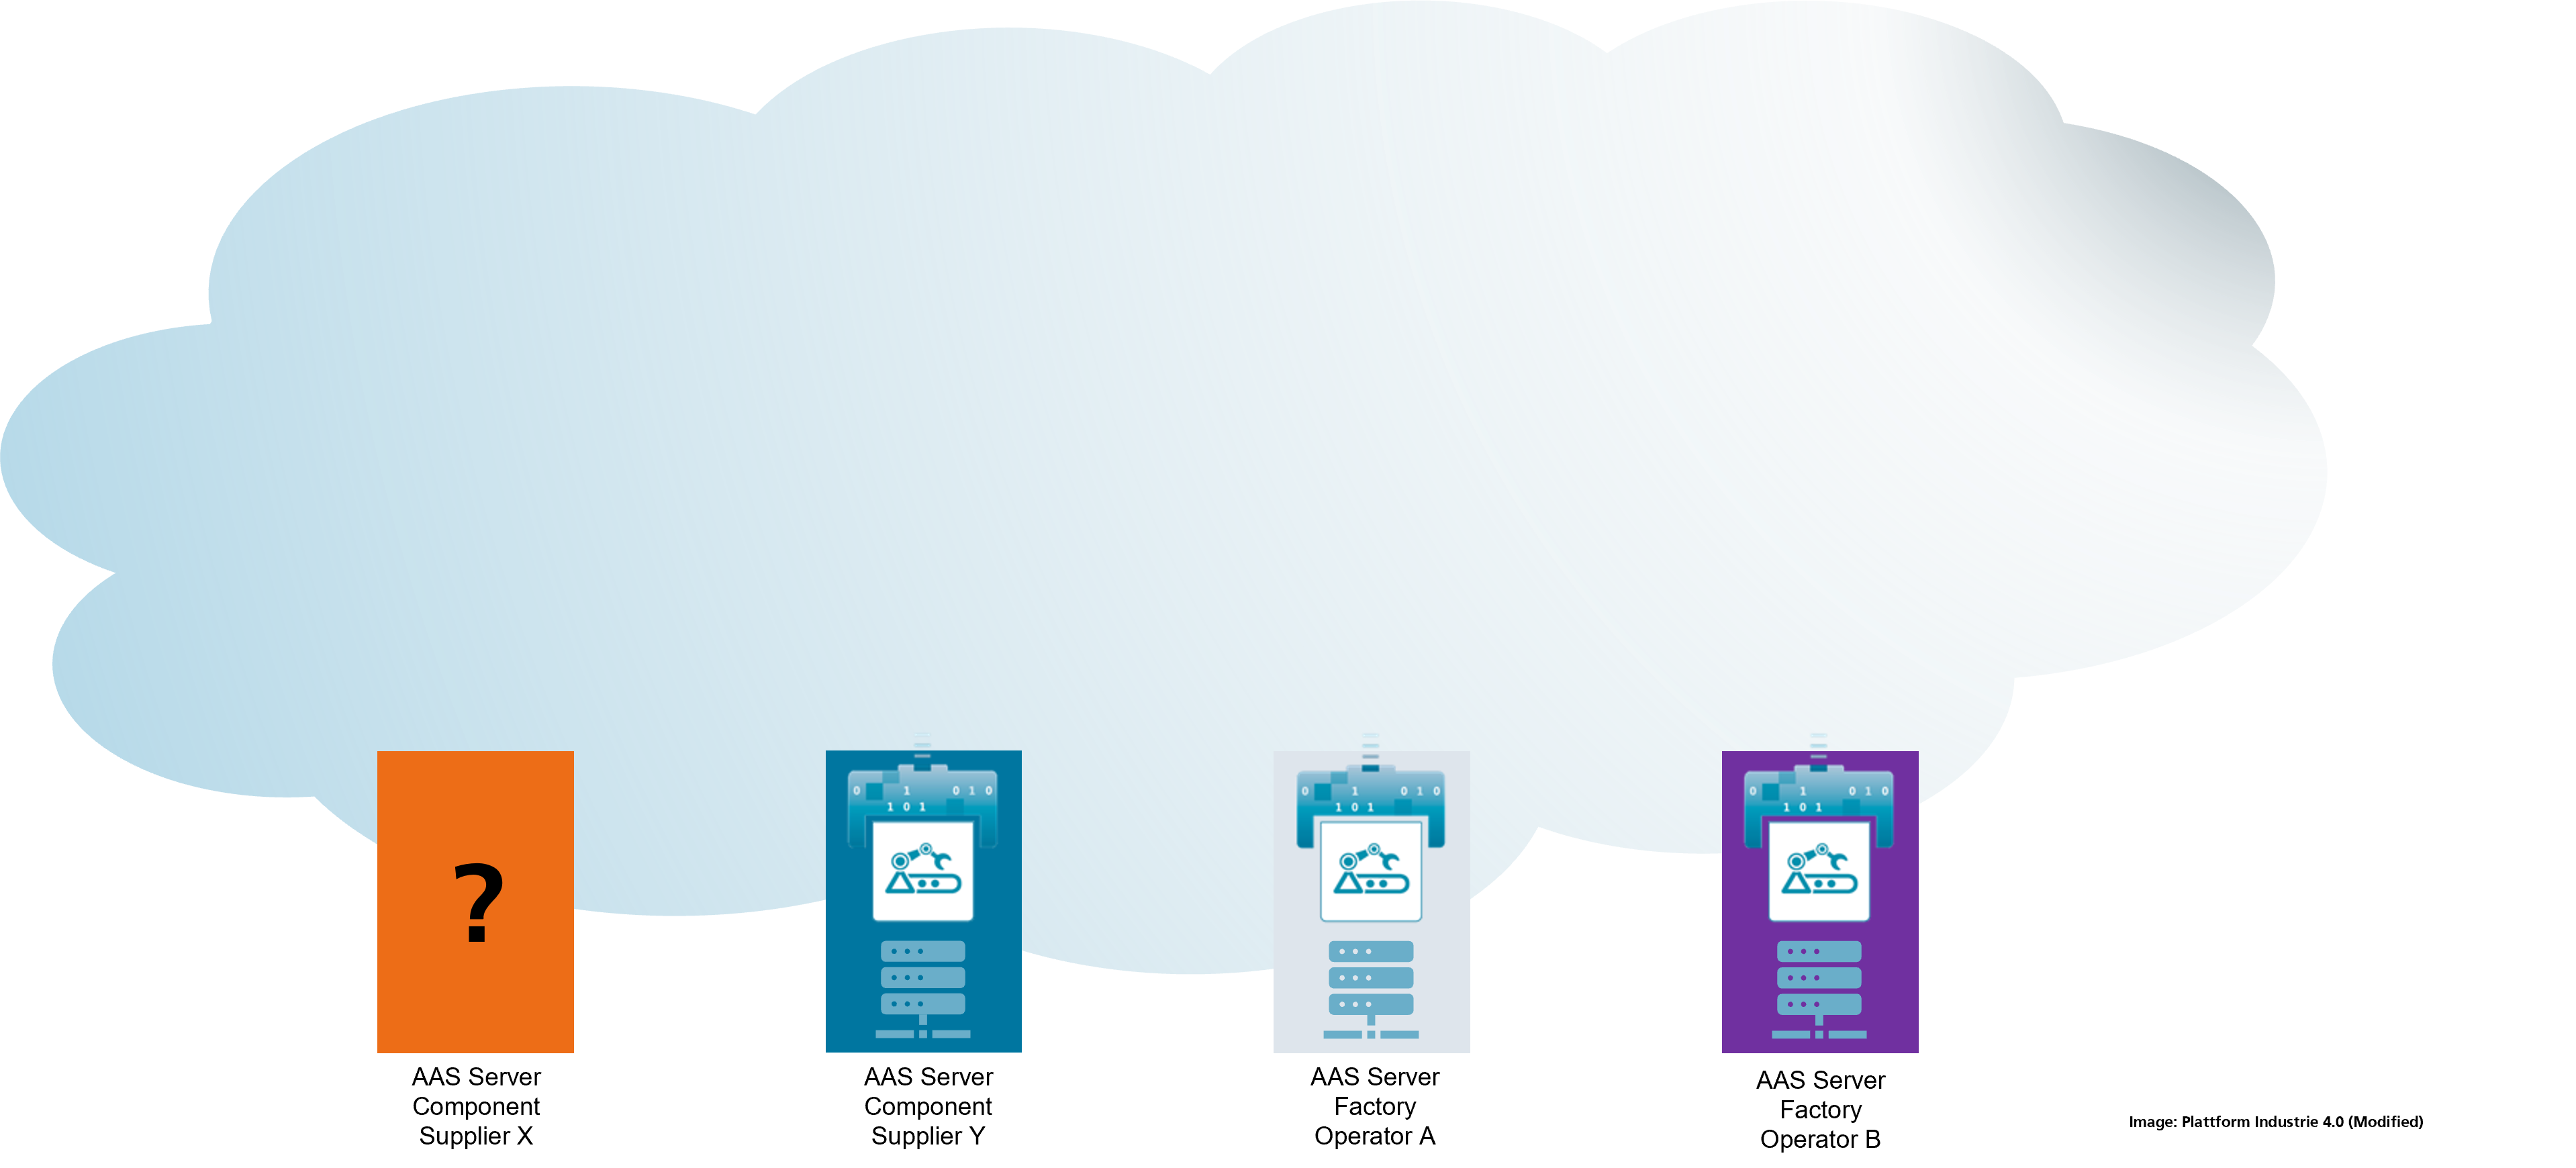 0 1 0 1 0
1 0 1
0 1 0 1 0
1 0 1
0 1 0 1 0
1 0 1
?
AAS Server
Component
Supplier X
AAS Server
Component
Supplier Y
AAS Server
Factory
Operator A
AAS Server
Factory
Operator B
Image: Plattform Industrie 4.0 (Modified)